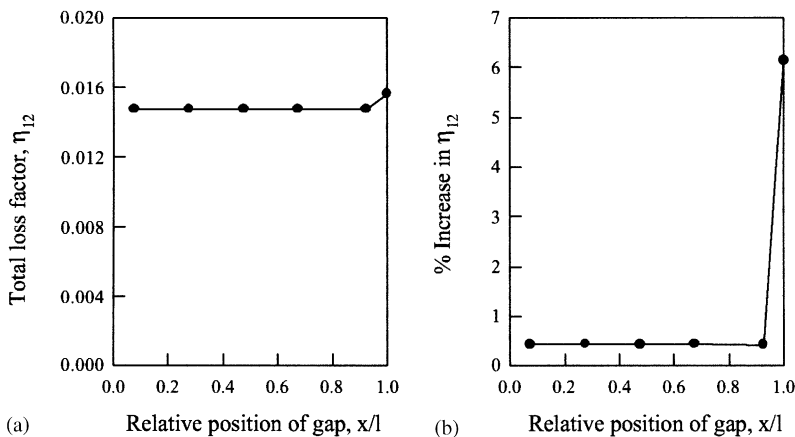 0.020
0.016
0.012
0.008
0.004
0.000
Total loss factor, η12
0.0 0.2 0.4 0.6 0.8 1.0
(a) Relative position of gap, x/l
7
6
5
4
3
2
1
0
% Increase in η12
0.0 0.2 0.4 0.6 0.8 1.0
(b) Relative position of gap, x/l